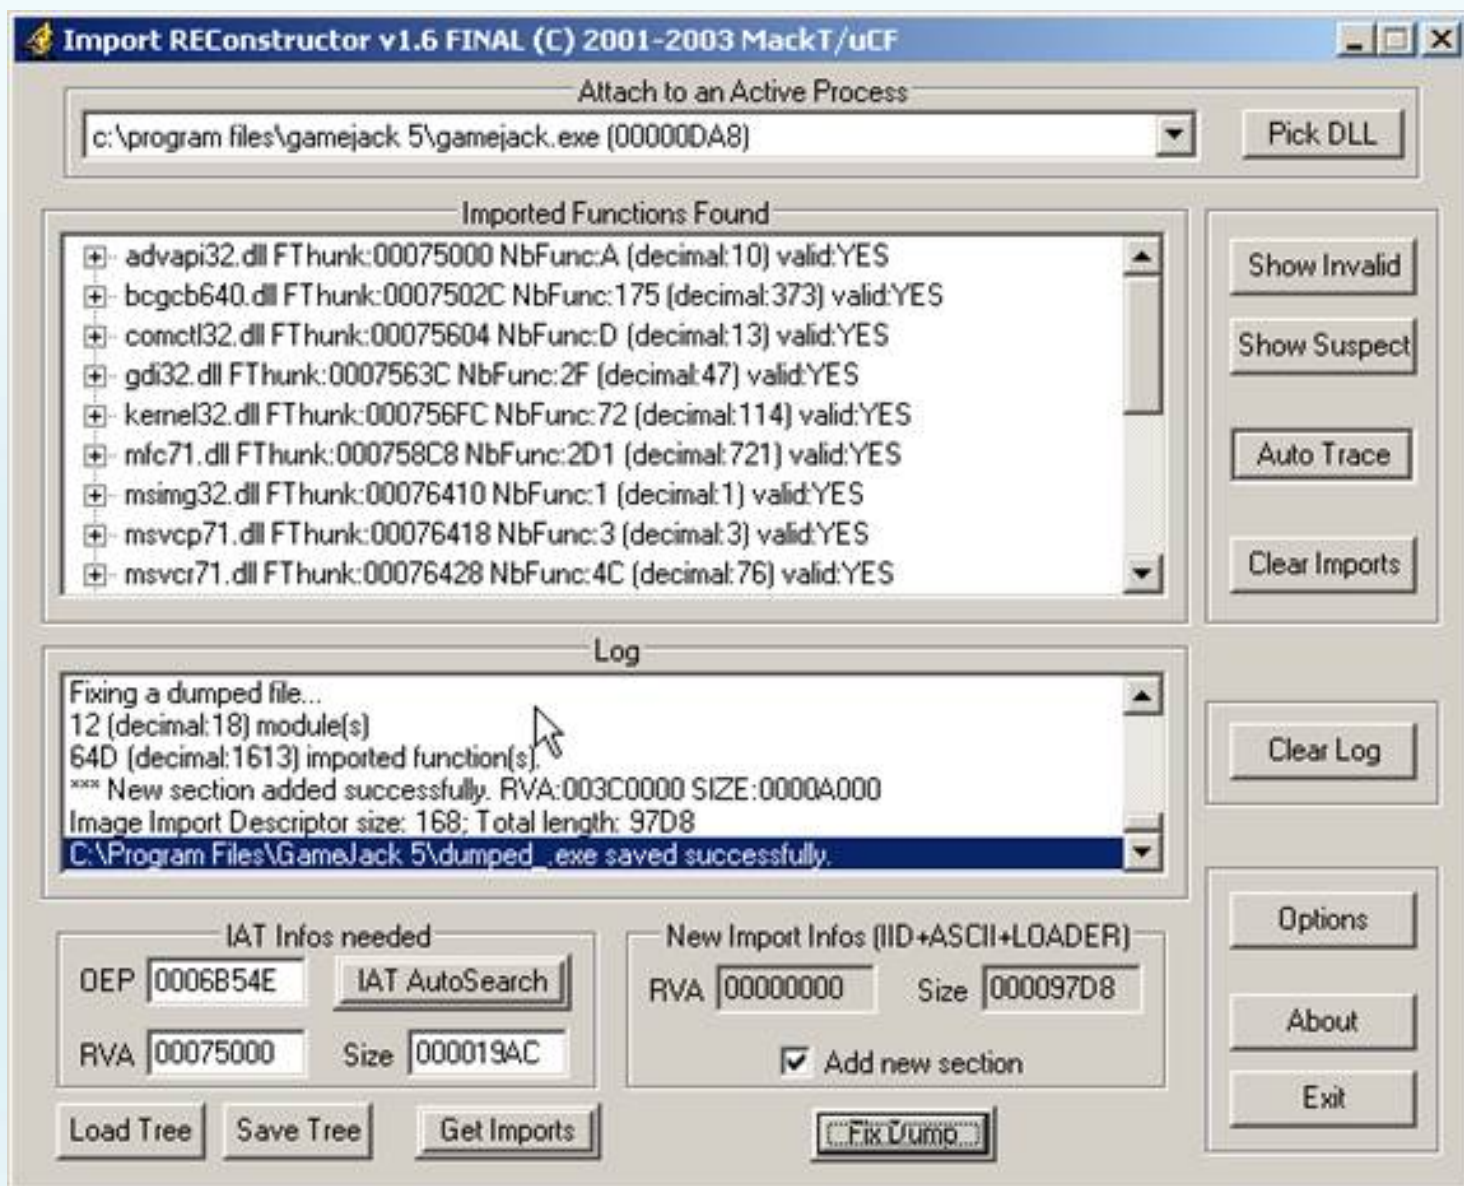 Import REConstructor v1.6 FINAL (C) 2001-2003 MackT/uCF
Attach to an Active Process
c:\program files\gamejack 5\gamejack.exe (00000DA8)
Pick DLL
Imported Functions Found
advapi32.dll FThunk:00075000 NbFunc:A (decimal:10) valid:YES
bcgcb640.dll FThunk:0007502C NbFunc:175 (decimal:373) valid:YES
comctl32.dll FThunk:00075604 NbFunc:D (decimal:13) valid:YES
gdi32.dll FThunk:0007563C NbFunc:2F (decimal:47) valid:YES
kernel32.dll FThunk:000756FC NbFunc:72 (decimal:114) valid:YES
mfc71.dll FThunk:000758C8 NbFunc:2D1 (decimal:721) valid:YES
msimg32.dll FThunk:00076410 NbFunc:1 (decimal:1) valid:YES
msvcp71.dll FThunk:00076418 NbFunc:3 (decimal:3) valid:YES
msvcr71.dll FThunk:00076428 NbFunc:4C (decimal:76) valid:YES
Show Invalid
Show Suspect
Auto Trace
Clear Imports
Log
Fixing a dumped file...
12 (decimal:18) module(s)
64D (decimal:1613) imported function(s).
*** New section added successfully. RVA:003C0000 SIZE:0000A000
Image Import Descriptor size: 168; Total length: 97D8
C:\Program Files\GameJack 5\dumped_.exe saved successfully.
Clear Log
IAT Infos needed
OEP 0006B54E IAT AutoSearch
RVA 00075000 Size 000019AC
New Import Infos (IID+ASCII+LOADER)
RVA 00000000 Size 000097D8
Add new section
Options
About
Exit
Load Tree Save Tree Get Imports Fix Dump